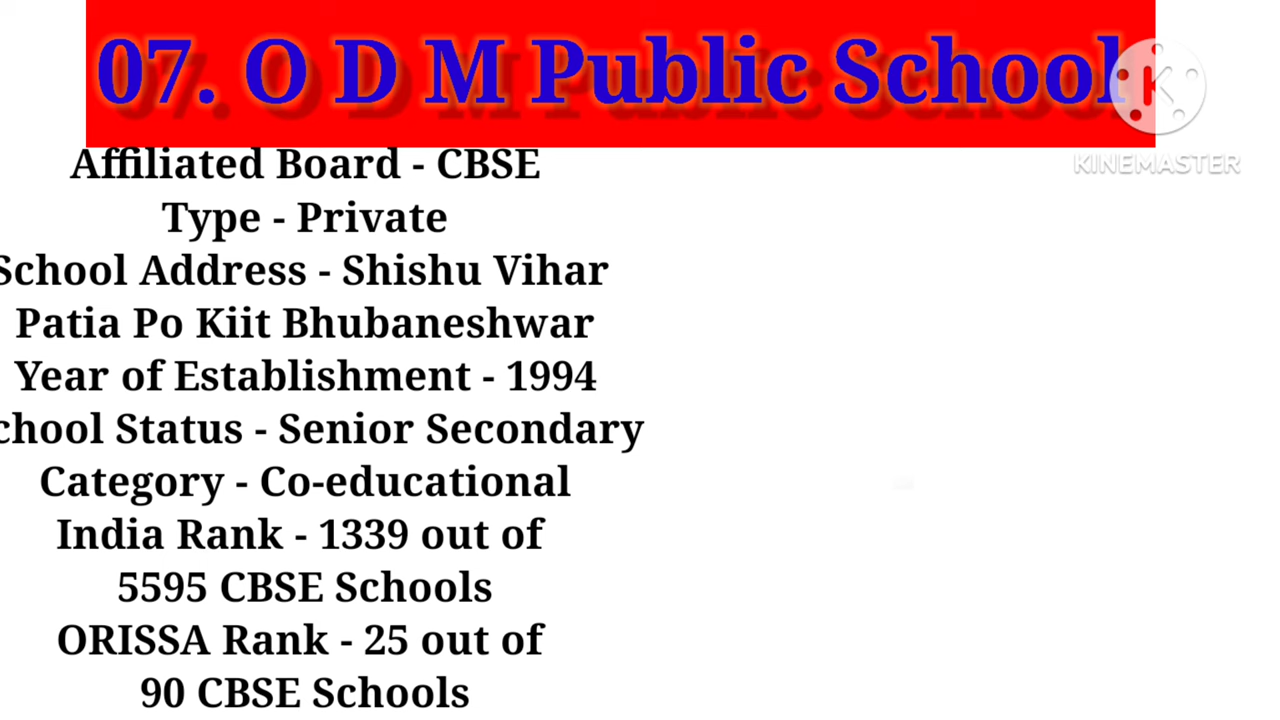 07. O D M Public School
KINEMASTER
Affiliated Board - CBSE
Type - Private
School Address - Shishu Vihar
Patia Po Kiit Bhubaneshwar
Year of Establishment - 1994
chool Status - Senior Secondary
Category - Co-educational
India Rank - 1339 out of
5595 CBSE Schools
ORISSA Rank - 25 out of
90 CBSE Schools